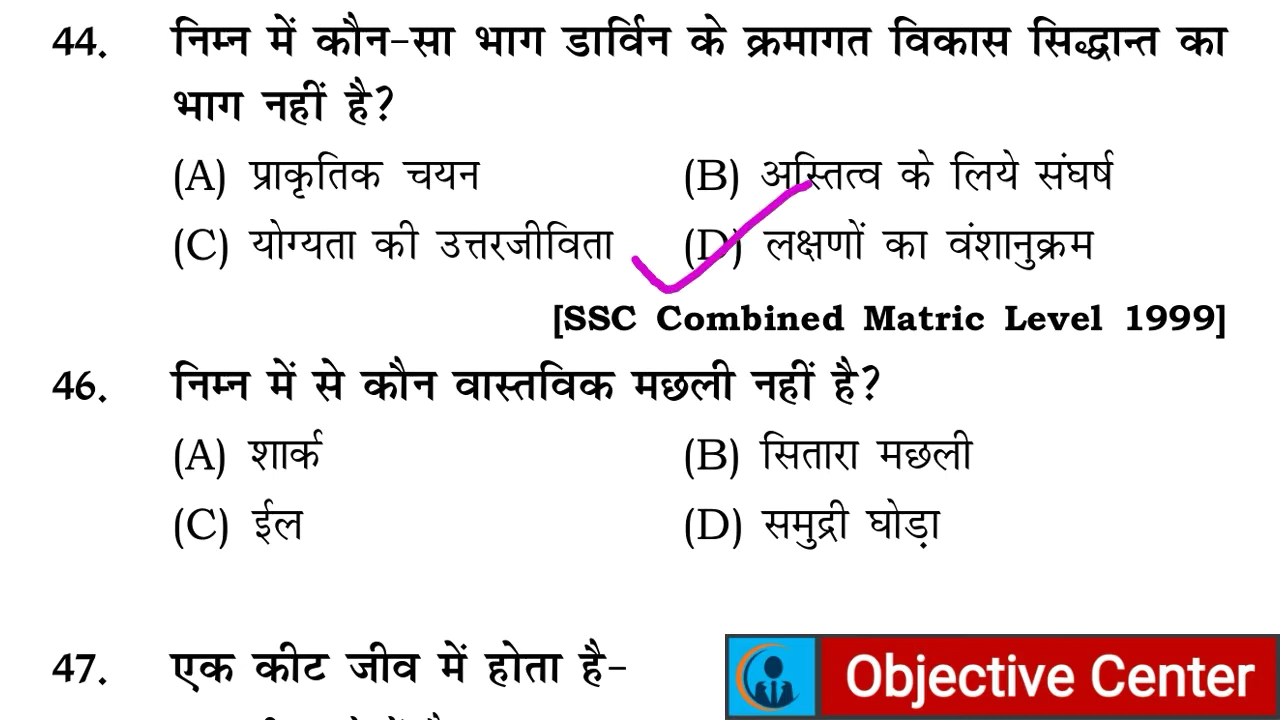 44. निम्न में कौन-सा भाग डार्विन के क्रमागत विकास सिद्धान्त का
भाग नहीं है?
(A) प्राकृतिक चयन (B) अस्तित्व के लिये संघर्ष
(C) योग्यता की उत्तरजीविता (D) लक्षणों का वंशानुक्रम
[SSC Combined Matric Level 1999]
46. निम्न में से कौन वास्तविक मछली नहीं है?
(A) शार्क (B) सितारा मछली
(C) ईल (D) समुद्री घोड़ा
47. एक कीट जीव में होता है-
Objective Center